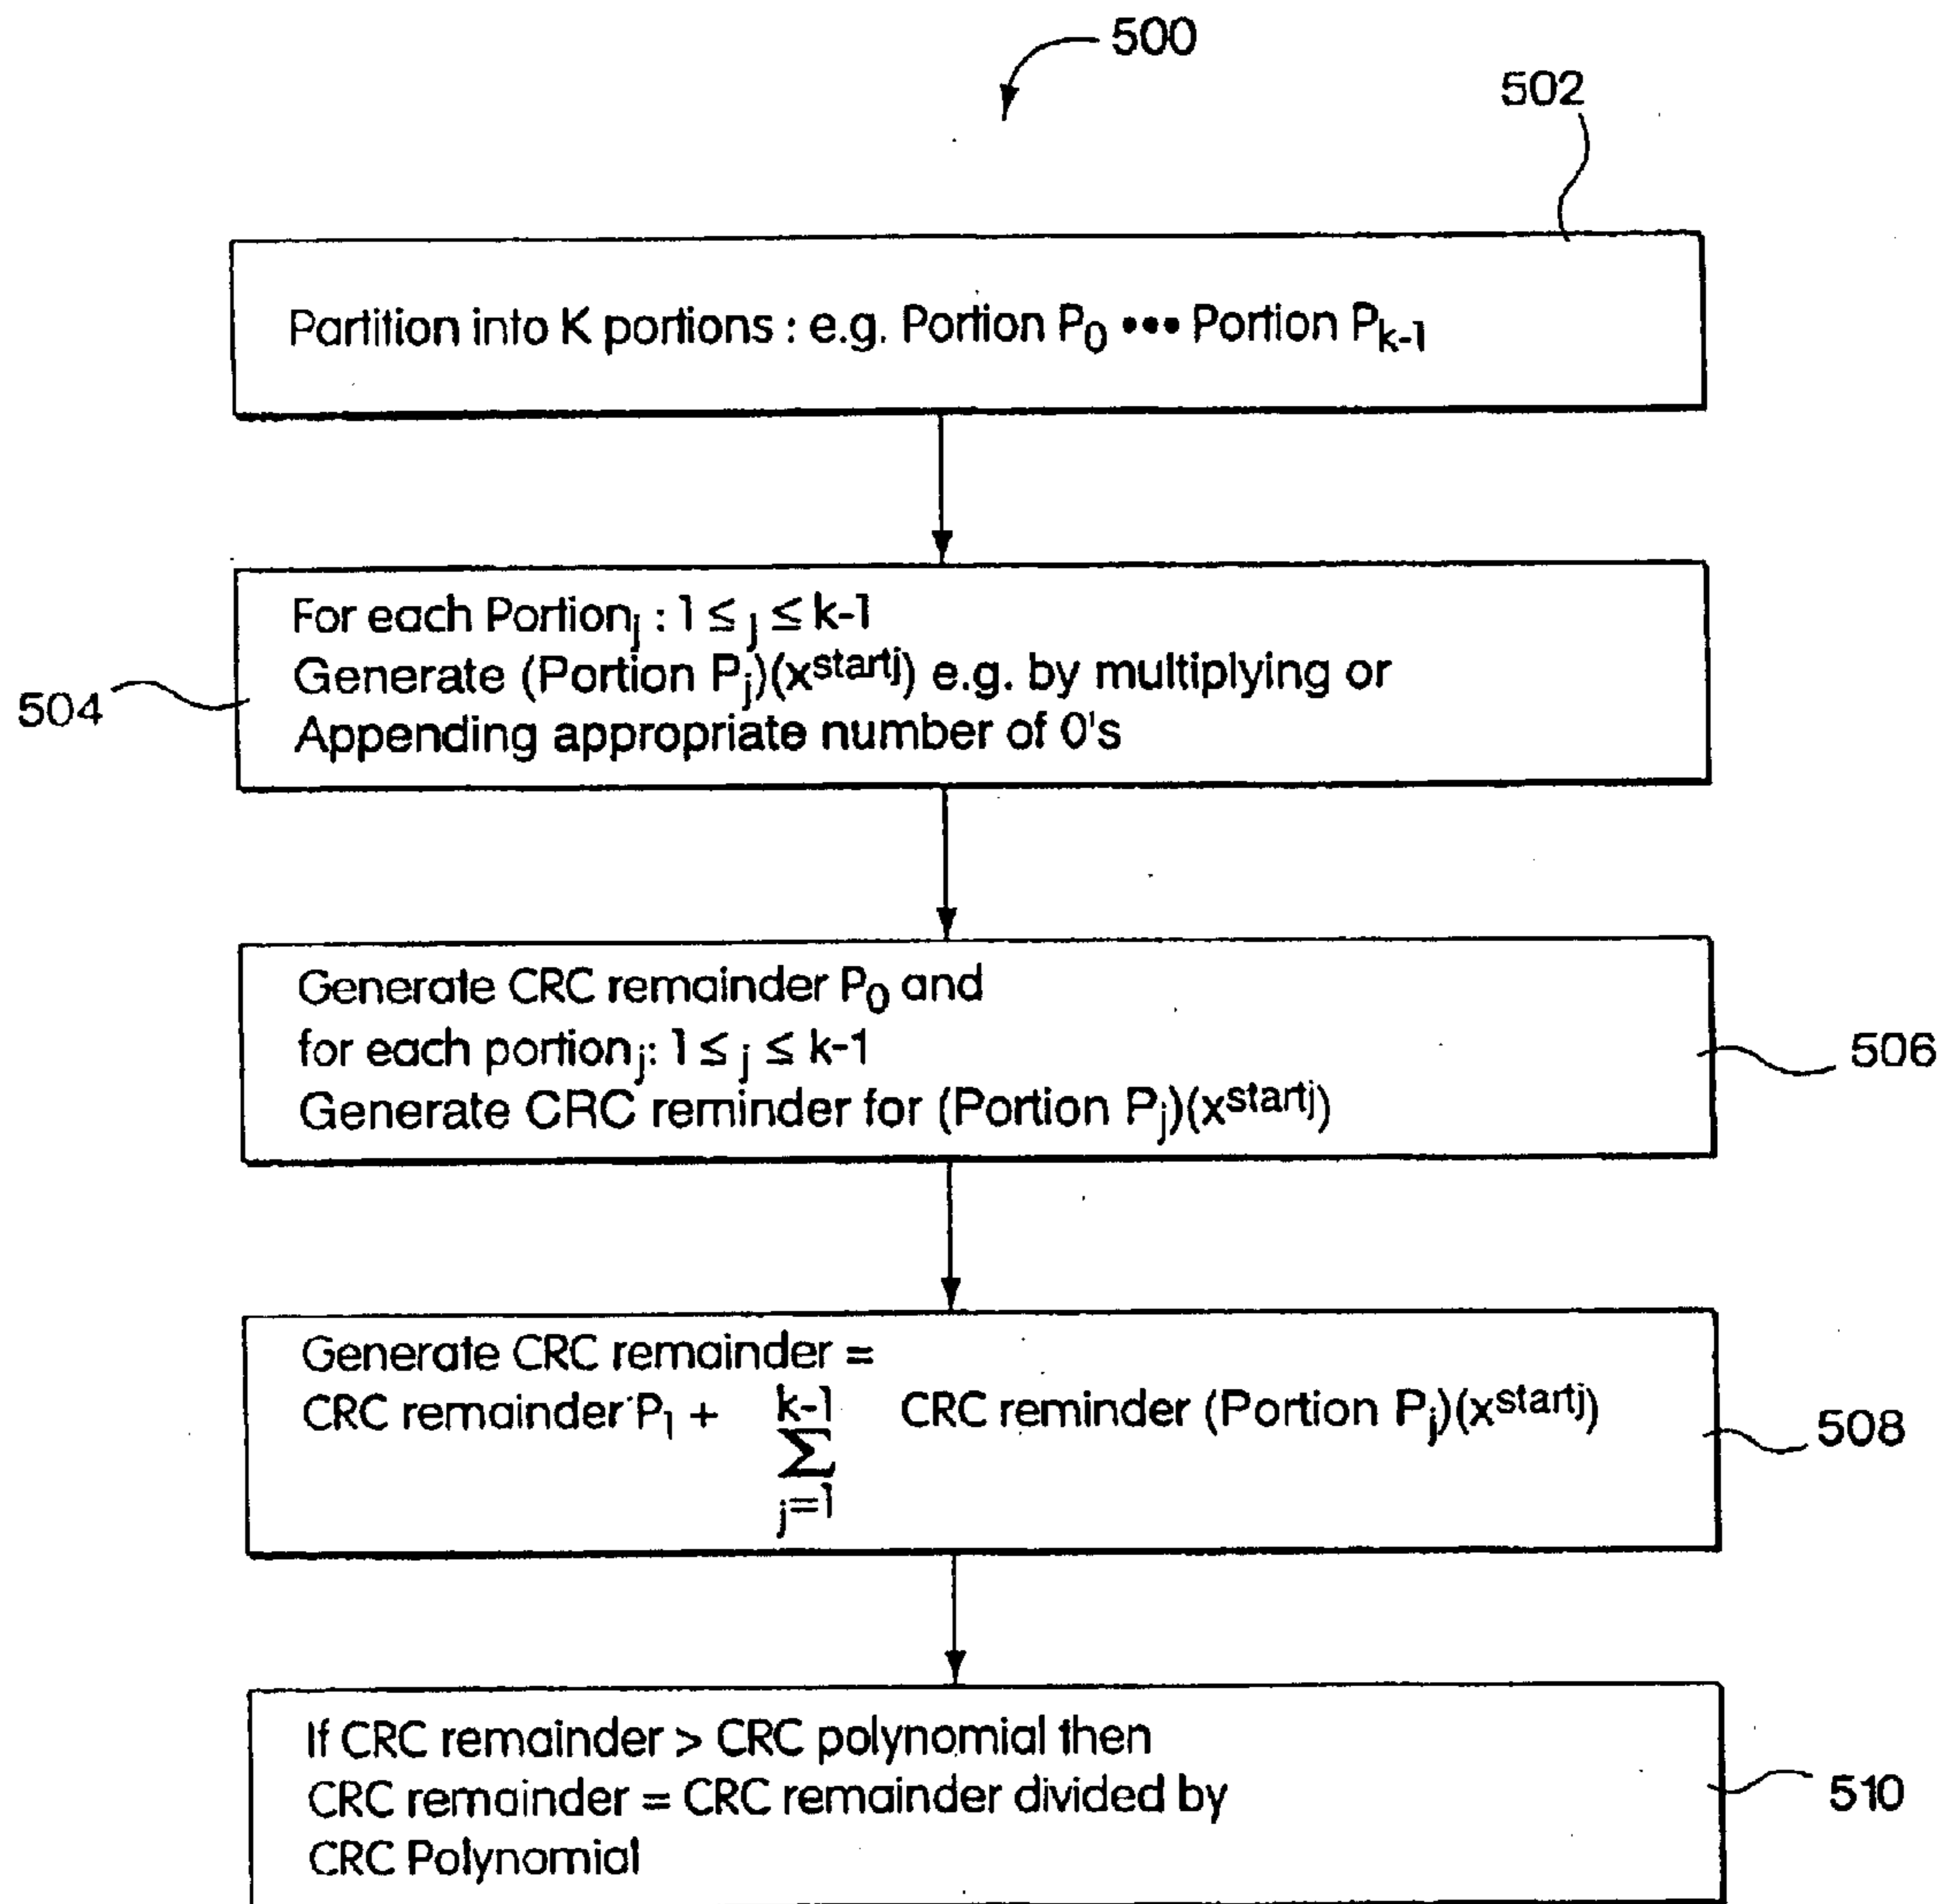 500
502
Partition into K portions : e.g. Portion P₀ ••• Portion Pₖ₋₁
For each Portionⱼ : 1 ≤ j ≤ k-1
Generate (Portion Pⱼ)(x^startj) e.g. by multiplying or
Appending appropriate number of 0's
504
Generate CRC remainder P₀ and
for each portionⱼ: 1 ≤ j ≤ k-1
Generate CRC reminder for (Portion Pⱼ)(x^startj)
506
Generate CRC remainder =
CRC remainder P₁ + k-1 ∑ j=1 CRC reminder (Portion Pⱼ)(x^startj)
508
If CRC remainder > CRC polynomial then
CRC remainder = CRC remainder divided by
CRC Polynomial
510